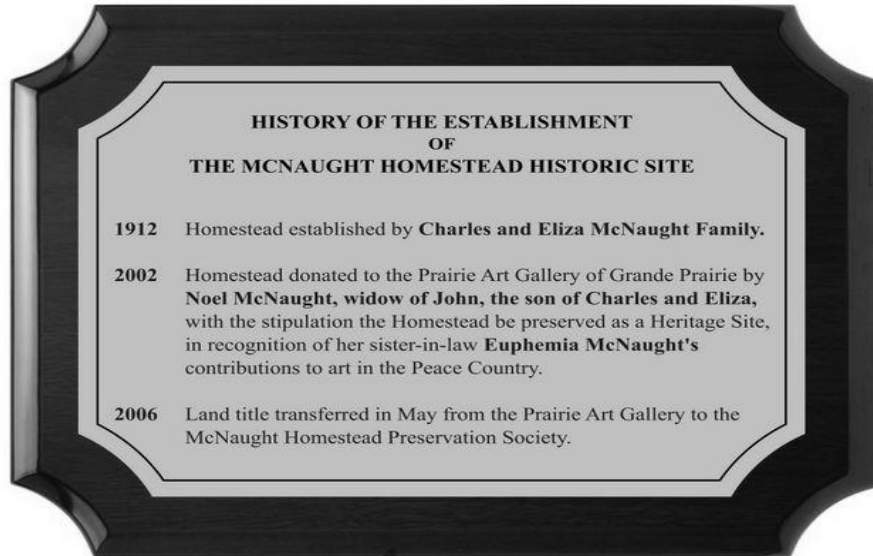 HISTORY OF THE ESTABLISHMENT
OF
THE MCNAUGHT HOMESTEAD HISTORIC SITE
1912 Homestead established by Charles and Eliza McNaught Family.
2002 Homestead donated to the Prairie Art Gallery of Grande Prairie by
Noel McNaught, widow of John, the son of Charles and Eliza,
with the stipulation the Homestead be preserved as a Heritage Site,
in recognition of her sister-in-law Euphemia McNaught's
contributions to art in the Peace Country.
2006 Land title transferred in May from the Prairie Art Gallery to the
McNaught Homestead Preservation Society.